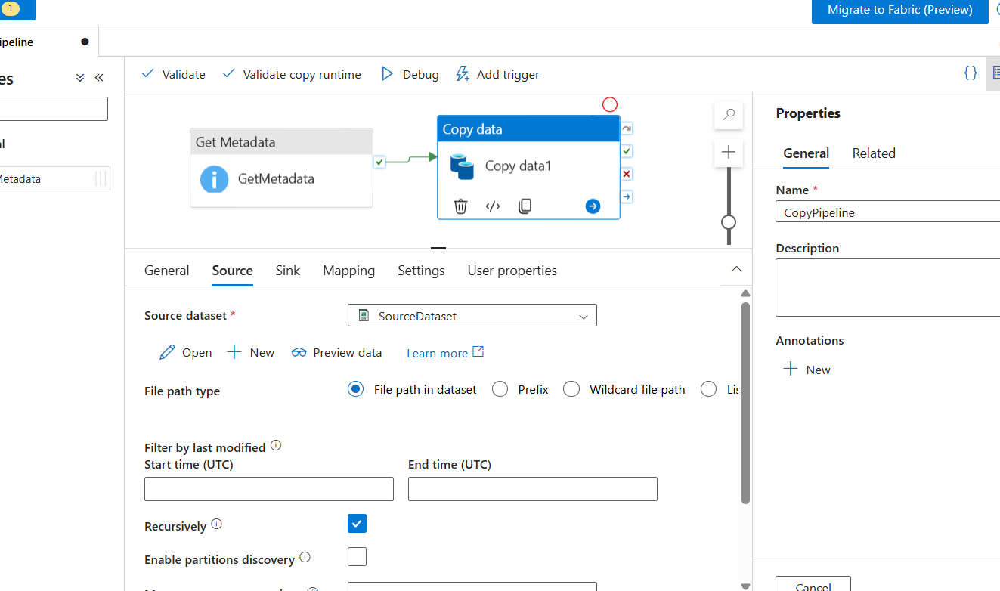 1
Migrate to Fabric (Preview)
ipeline
es
Validate
Validate copy runtime
Debug
Add trigger
{}
Get Metadata
GetMetadata
Copy data
Copy data1
Metadata
General
Source
Sink
Mapping
Settings
User properties
Source dataset *
SourceDataset
Open
New
Preview data
Learn more
File path type
File path in dataset
Prefix
Wildcard file path
Lis
Filter by last modified
Start time (UTC)
End time (UTC)
Recursively
Enable partitions discovery
Properties
General
Related
Name *
CopyPipeline
Description
Annotations
New
Cancel